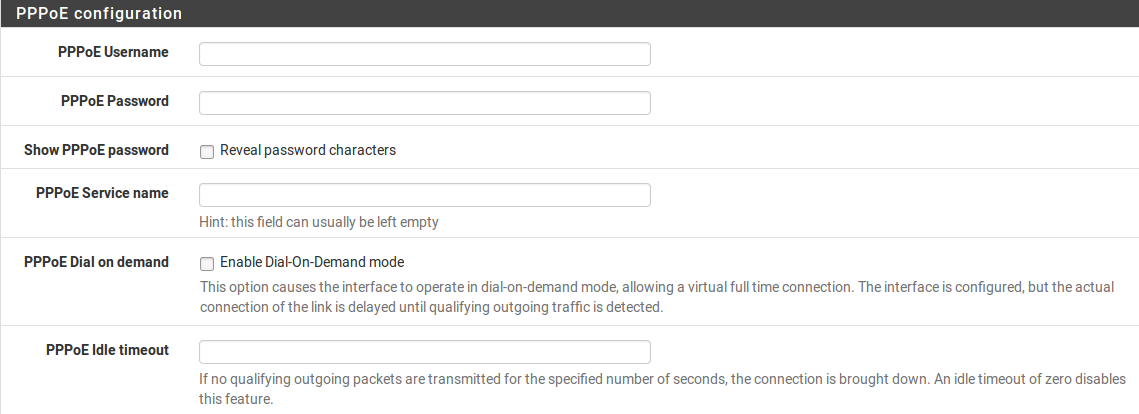 PPPoE configuration
PPPoE Username
PPPoE Password
Show PPPoE password
Reveal password characters
PPPoE Service name
Hint: this field can usually be left empty
PPPoE Dial on demand
Enable Dial-On-Demand mode
This option causes the interface to operate in dial-on-demand mode, allowing a virtual full time connection. The interface is configured, but the actual
connection of the link is delayed until qualifying outgoing traffic is detected.
PPPoE Idle timeout
If no qualifying outgoing packets are transmitted for the specified number of seconds, the connection is brought down. An idle timeout of zero disables
this feature.